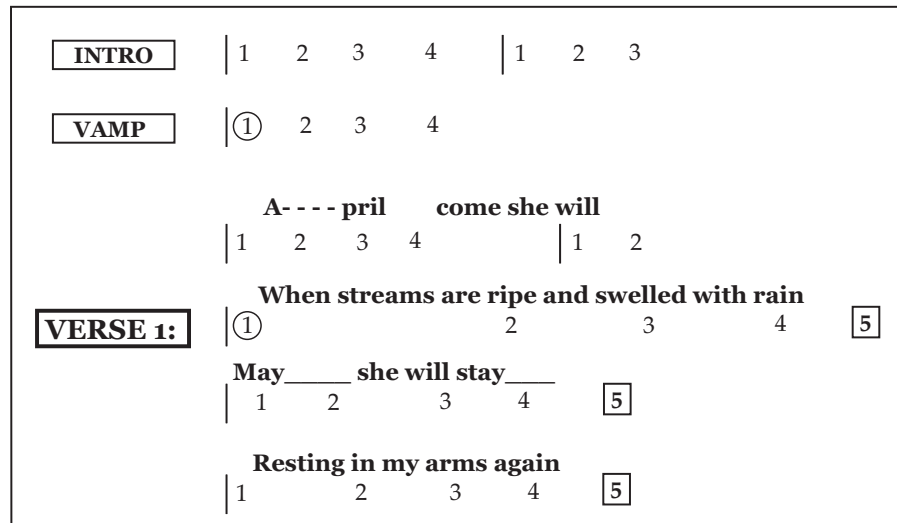 INTRO | 1 2 3 4 | 1 2 3
VAMP | ① 2 3 4
A- - - - pril come she will
| 1 2 3 4 | 1 2
When streams are ripe and swelled with rain
VERSE 1: | ① 2 3 4 5
May_____ she will stay___
| 1 2 3 4 5
Resting in my arms again
| 1 2 3 4 5